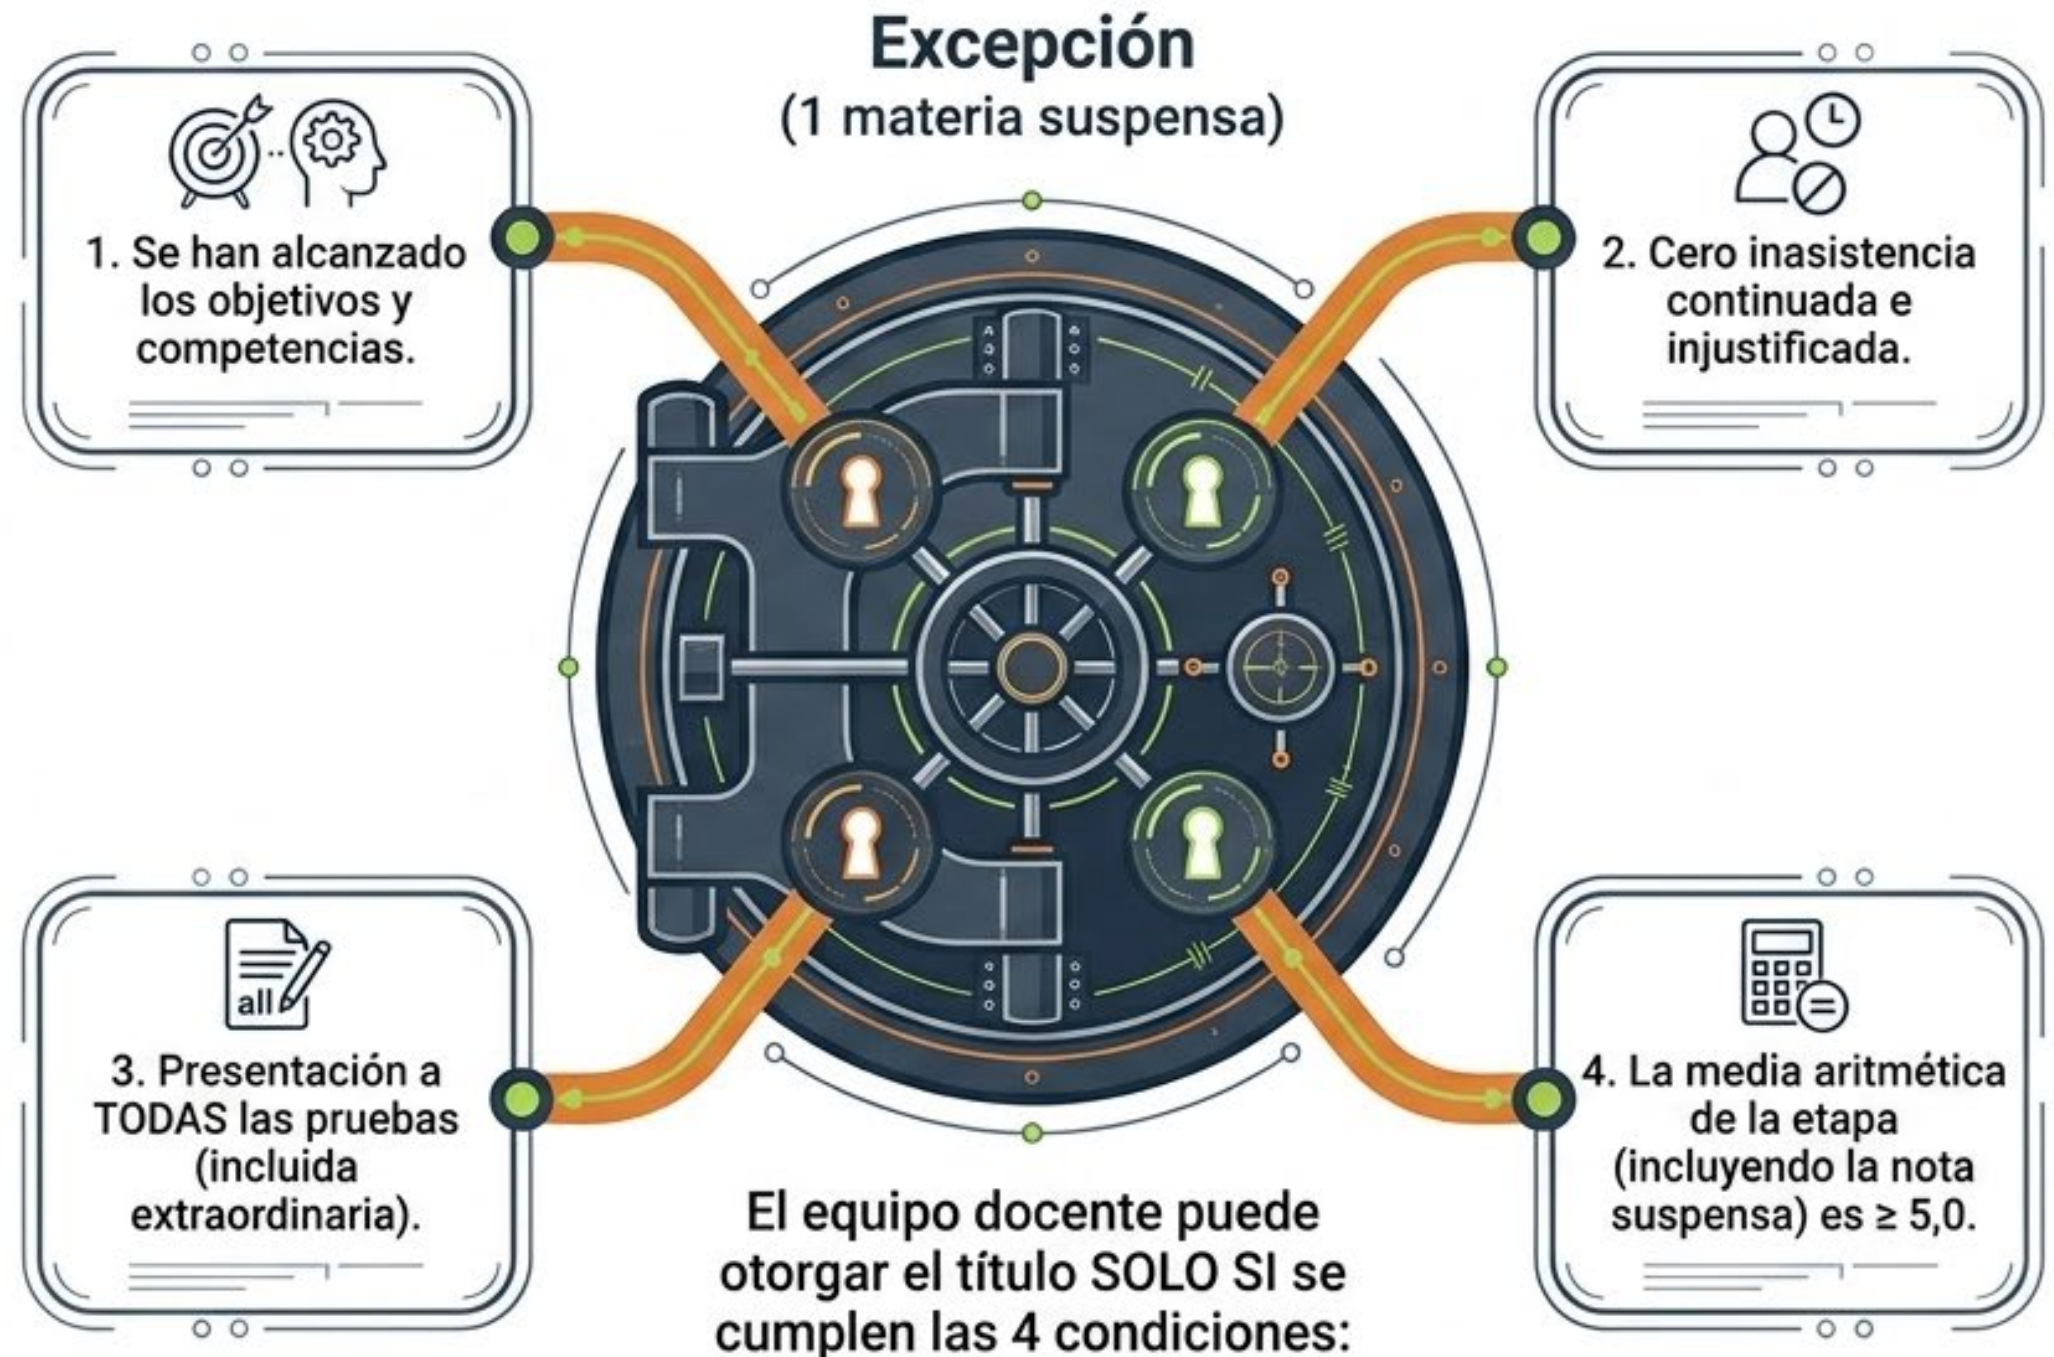 Excepción
(1 materia suspensa)
1. Se han alcanzado
los objetivos y
competencias.
2. Cero inasistencia
continuada e
injustificada.
all
3. Presentación a
TODAS las pruebas
(incluida
extraordinaria).
4. La media aritmética
de la etapa
(incluyendo la nota
suspensa) es ≥ 5,0.
El equipo docente puede
otorgar el título SOLO SI se
cumplen las 4 condiciones: